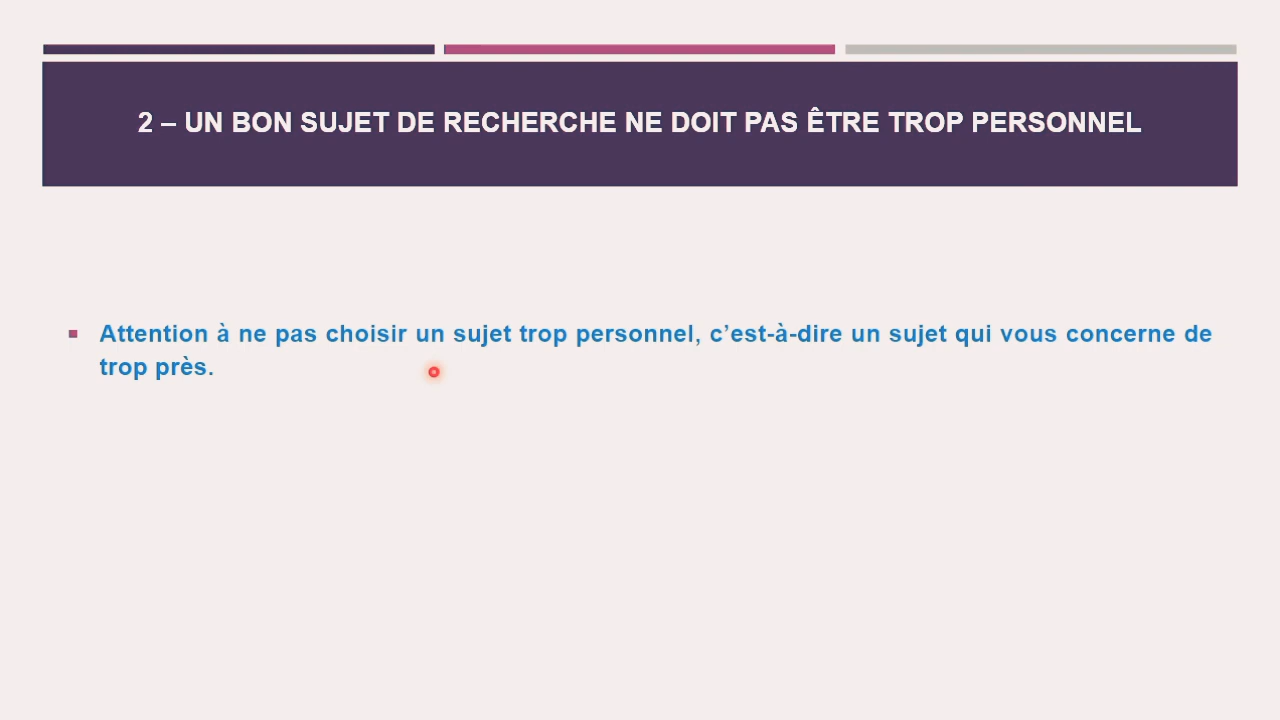 2 – UN BON SUJET DE RECHERCHE NE DOIT PAS ÊTRE TROP PERSONNEL
Attention à ne pas choisir un sujet trop personnel, c’est-à-dire un sujet qui vous concerne de
trop près.